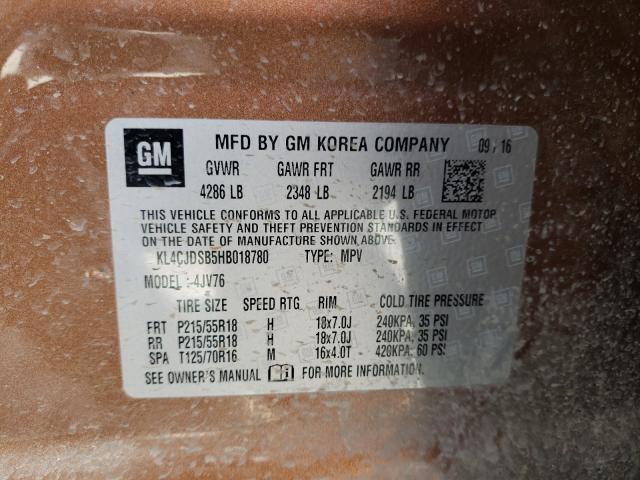 GM MFD BY GM KOREA COMPANY 09/16
GVWR GAWR FRT GAWR RR
4286 LB 2348 LB 2194 LB
THIS VEHICLE CONFORMS TO ALL APPLICABLE U.S. FEDERAL MOTOR
VEHICLE SAFETY AND THEFT PREVENTION STANDARDS IN EFFECT
ON THE DATE OF MANUFACTURE SHOWN ABOVE.
KL4CJDSB5HB018780 TYPE: MPV
MODEL: 4JV76
TIRE SIZE SPEED RTG RIM COLD TIRE PRESSURE
FRT P215/55R18 H 18x7.0J 240KPA, 35 PSI
RR P215/55R18 H 18x7.0J 240KPA, 35 PSI
SPA T125/70R16 M 16x4.0T 420KPA, 60 PSI
SEE OWNER'S MANUAL FOR MORE INFORMATION.